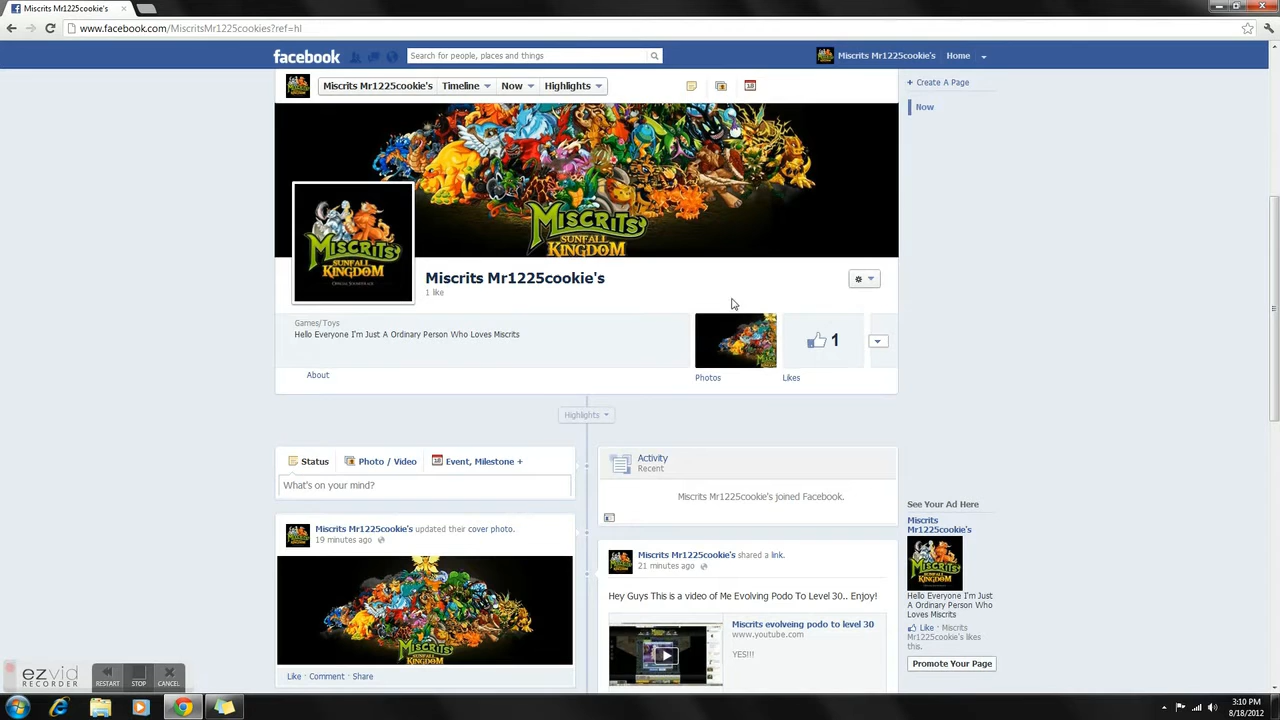 Miscrits Mr1225cookie's
www.facebook.com/MiscritsMr1225cookies?ref=hl
facebook
Search for people, places and things
Miscrits Mr1225cookie's
Home
Miscrits Mr1225cookie's
Timeline
Now
Highlights
Create A Page
Now
MISCRITS
SUNFALL
KINGDOM
MISCRITS
SUNFALL
KINGDOM
OFFICIAL SOUNDTRACK
Miscrits Mr1225cookie's
1 like
Games/Toys
Hello Everyone I'm Just A Ordinary Person Who Loves Miscrits
About
1
Photos
Likes
Highlights
Status
Photo / Video
Event, Milestone +
What's on your mind?
Miscrits Mr1225cookie's updated their cover photo.
19 minutes ago
MISCRITS
Like · Comment · Share
Activity
Recent
Miscrits Mr1225cookie's joined Facebook.
Miscrits Mr1225cookie's shared a link.
21 minutes ago
Hey Guys This is a video of Me Evolving Podo To Level 30.. Enjoy!
Miscrits evolveing podo to level 30
www.youtube.com
YES!!!
See Your Ad Here
Miscrits
Mr1225cookie's
MISCRITS
Hello Everyone I'm Just
A Ordinary Person Who
Loves Miscrits
Like · Miscrits
Mr1225cookie's likes
this.
Promote Your Page
ezvid
RECORDER
RESTART
STOP
CANCEL
3:10 PM
8/18/2012